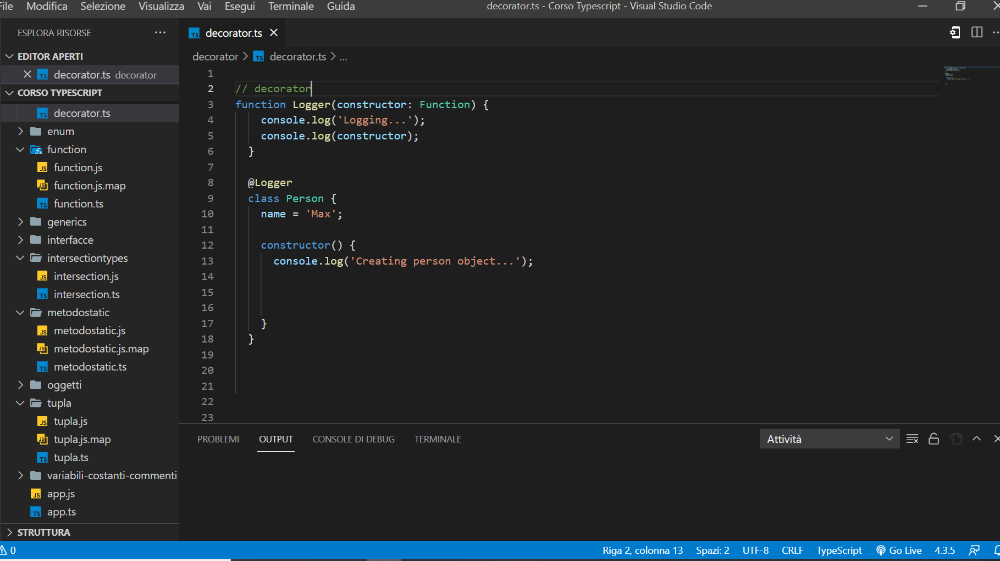 File Modifica Selezione Visualizza Vai Esegui Terminale Guida decorator.ts - Corso Typescript - Visual Studio Code
ESPLORA RISORSE ...
EDITOR APERTI
decorator.ts decorator
CORSO TYPESCRIPT
decorator.ts
enum
function
function.js
function.js.map
function.ts
generics
interfacce
intersectiontypes
intersection.js
intersection.ts
metodostatic
metodostatic.js
metodostatic.js.map
metodostatic.ts
oggetti
tupla
tupla.js
tupla.js.map
tupla.ts
variabili-costanti-commenti
app.js
app.ts
STRUTTURA
decorator.ts
decorator > decorator.ts > ...
1
2 // decorator
3 function Logger(constructor: Function) {
4     console.log('Logging...');
5     console.log(constructor);
6   }
7
8   @Logger
9   class Person {
10     name = 'Max';
11
12     constructor() {
13       console.log('Creating person object...');
14
15
16
17     }
18   }
19
20
21
22
23
PROBLEMI OUTPUT CONSOLE DI DEBUG TERMINALE Attività
0 Riga 2, colonna 13 Spazi: 2 UTF-8 CRLF TypeScript Go Live 4.3.5